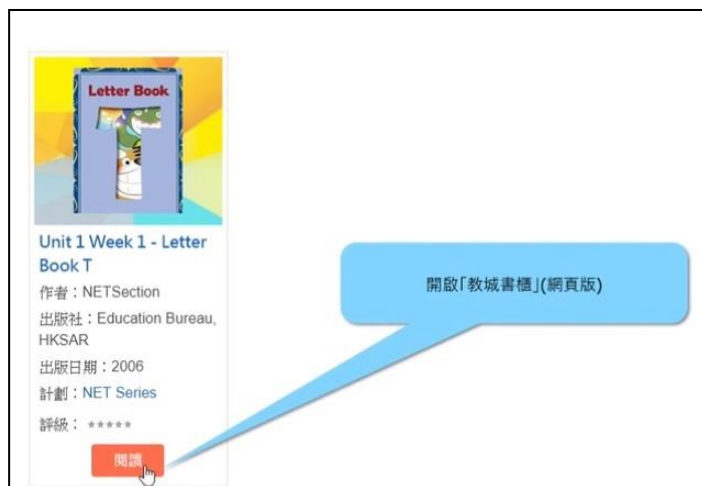 Letter Book
Unit 1 Week 1 - Letter
Book T
作者：NETSection
出版社：Education Bureau,
HKSAR
出版日期：2006
計劃：NET Series
評級： *****
閱讀
開啟「教城書櫃」(網頁版)